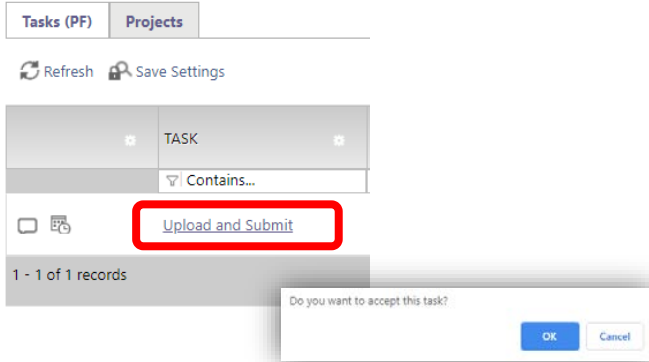 Tasks (PF) Projects
Refresh Save Settings
TASK
Contains...
Upload and Submit
1 - 1 of 1 records
Do you want to accept this task?
OK Cancel